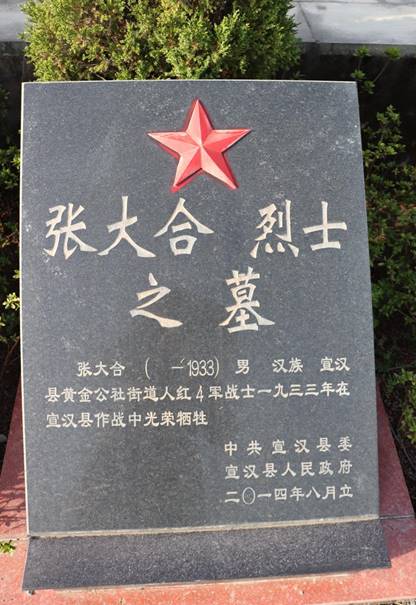 张大合 烈士
之墓
张大合 ( —1933) 男 汉族 宣汉
县黄金公社街道人红4军战士一九三三年在
宣汉县作战中光荣牺牲
中共宣汉县委
宣汉县人民政府
二〇一四年八月立